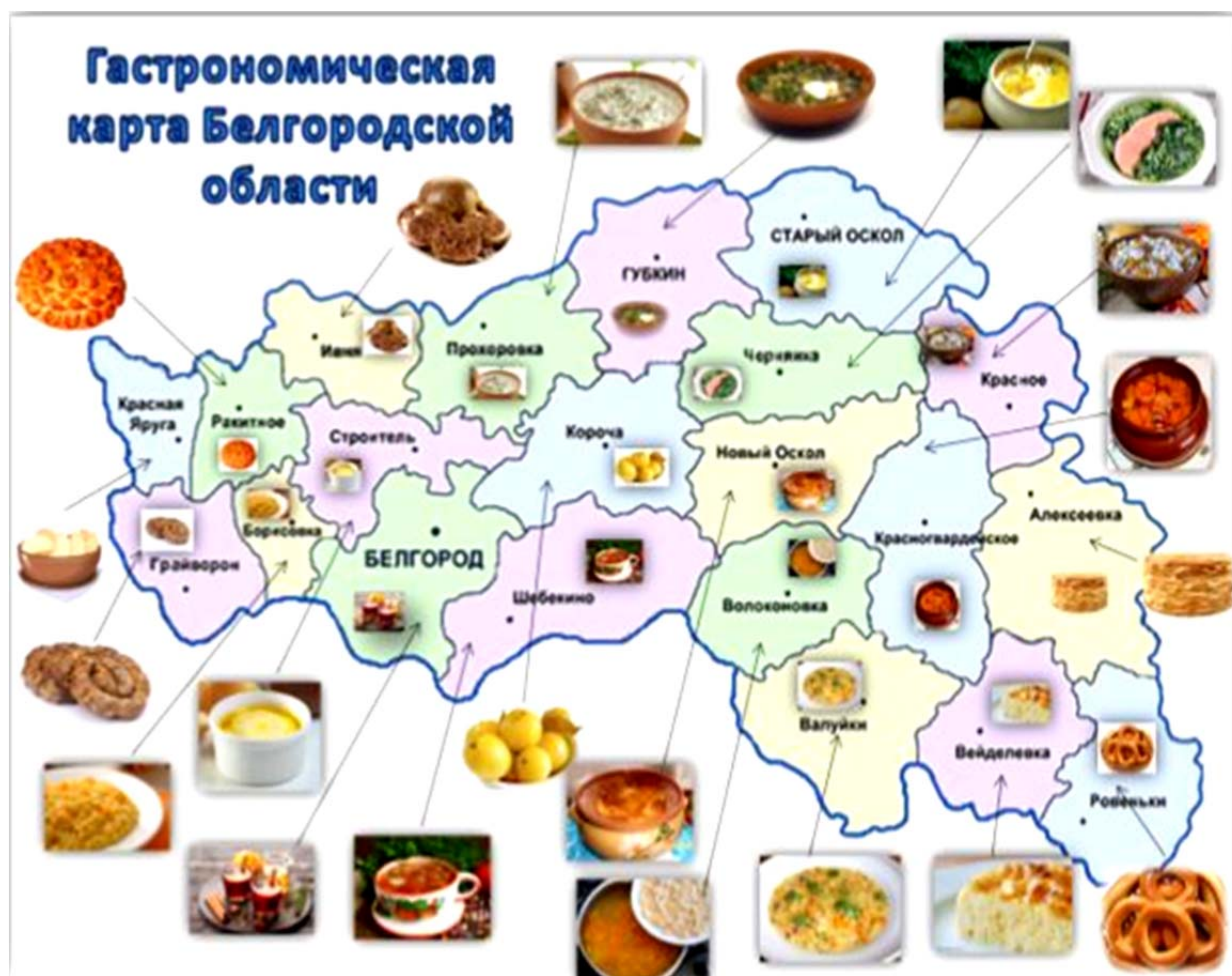 Гастрономическая
карта Белгородской
области
СТАРЫЙ ОСКОЛ
ГУБКИН
Ивня
Прохоровка
Чернянка
Красное
Красная
Яруга
Ракитное
Строитель
Короча
Новый Оскол
Алексеевка
Борисовка
БЕЛГОРОД
Красногвардейское
Грайворон
Шебекино
Волоконовка
Валуйки
Вейделевка
Ровеньки